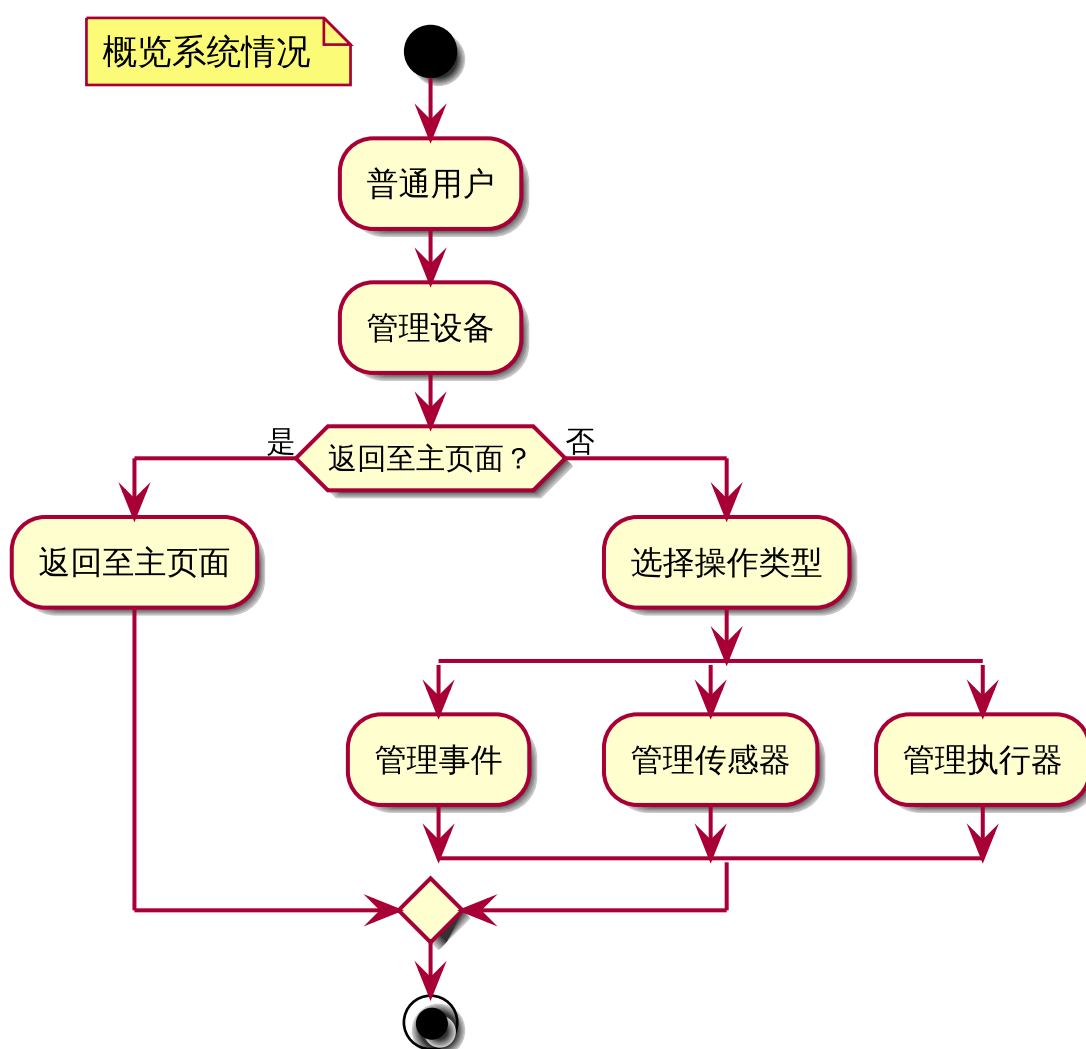 概览系统情况
普通用户
管理设备
是
返回至主页面？
否
返回至主页面
选择操作类型
管理事件
管理传感器
管理执行器